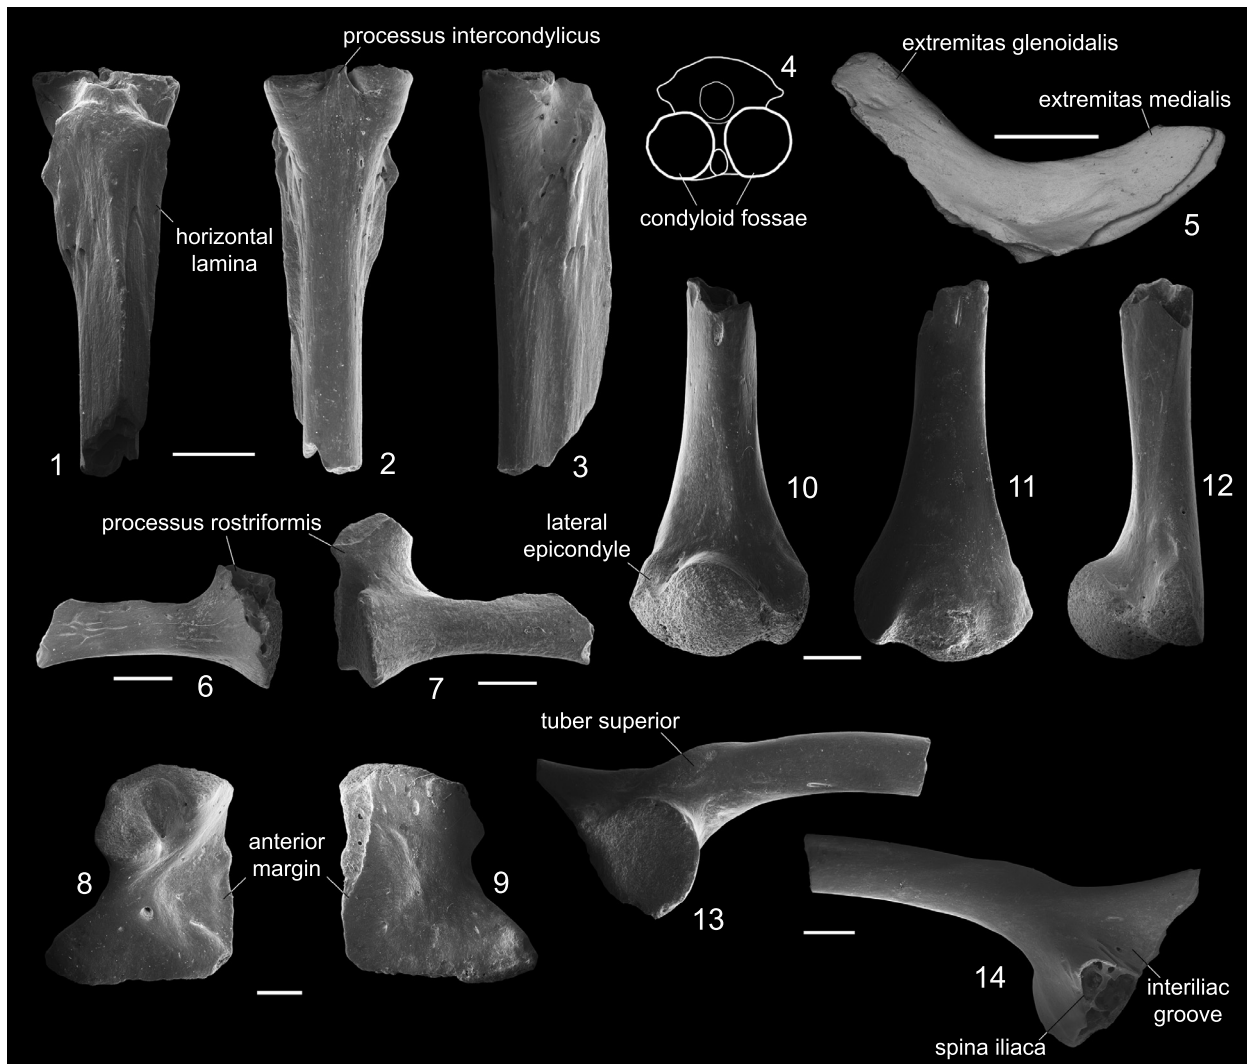 processus intercondylicus
4
extremitas glenoidalis
extremitas medialis
condyloid fossae
5
horizontal
lamina
1
2
3
10
11
12
processus rostriformis
lateral
epicondyle
6
7
tuber superior
anterior
margin
8
9
13
14
interiliac
groove
spina iliaca